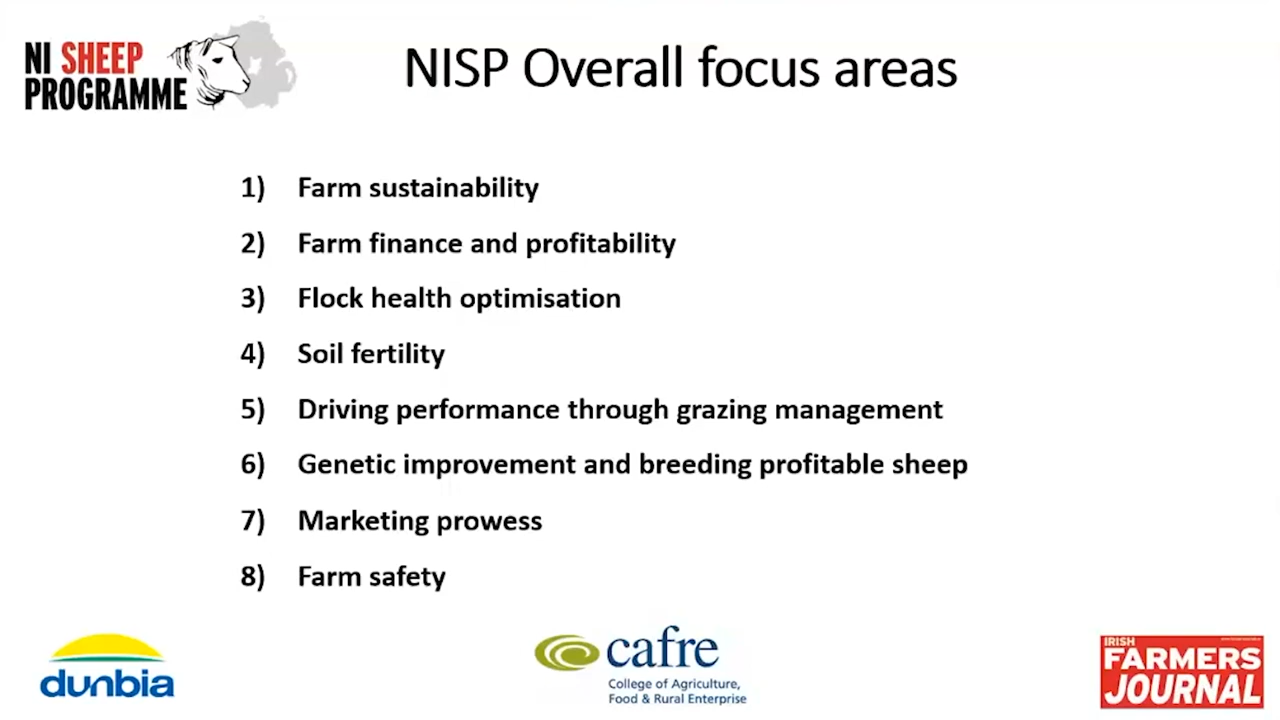 NI SHEEP
PROGRAMME
NISP Overall focus areas
1) Farm sustainability
2) Farm finance and profitability
3) Flock health optimisation
4) Soil fertility
5) Driving performance through grazing management
6) Genetic improvement and breeding profitable sheep
7) Marketing prowess
8) Farm safety
dunbia
cafre
College of Agriculture,
Food & Rural Enterprise
IRISH
FARMERS
JOURNAL